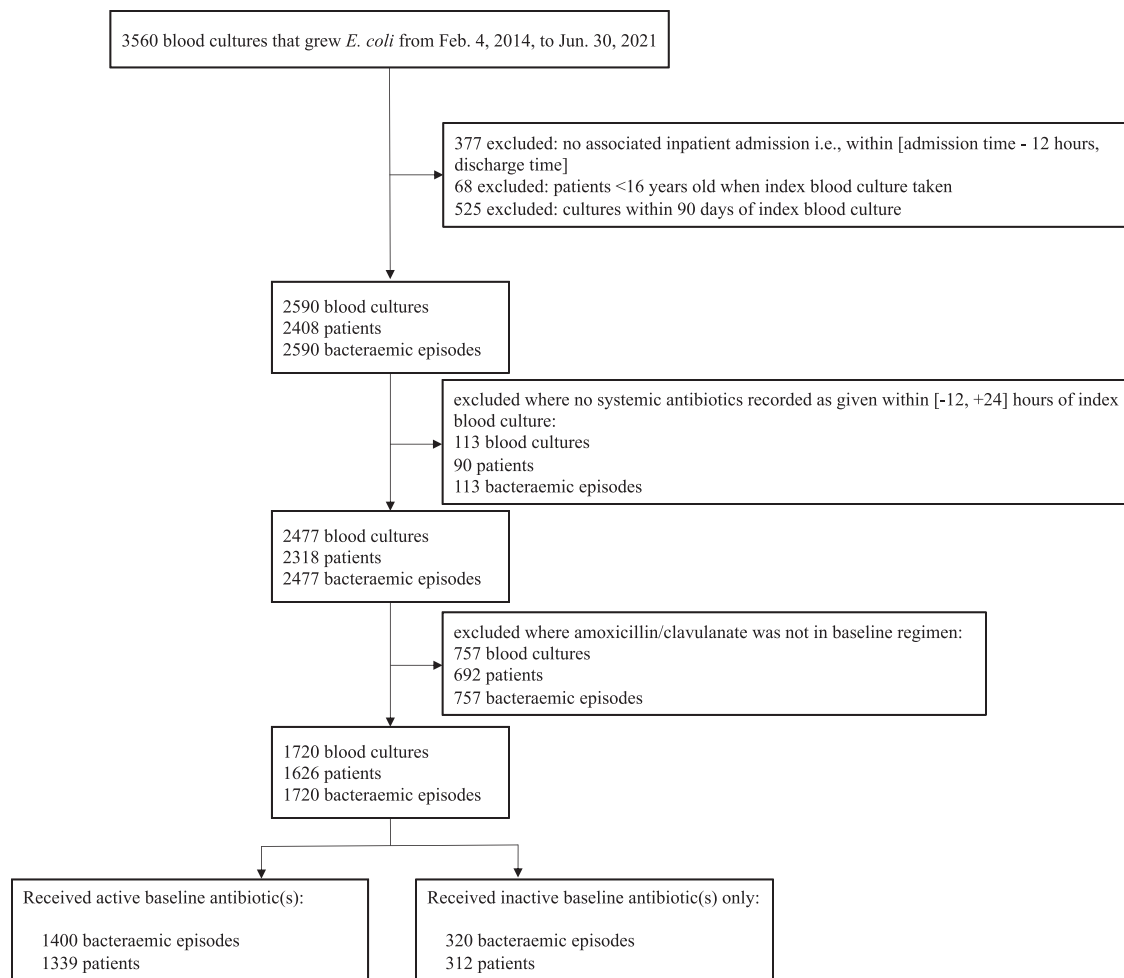 3560 blood cultures that grew E. coli from Feb. 4, 2014, to Jun. 30, 2021
377 excluded: no associated inpatient admission i.e., within [admission time - 12 hours,
discharge time]
68 excluded: patients <16 years old when index blood culture taken
525 excluded: cultures within 90 days of index blood culture
2590 blood cultures
2408 patients
2590 bacteraemic episodes
excluded where no systemic antibiotics recorded as given within [-12, +24] hours of index
blood culture:
113 blood cultures
90 patients
113 bacteraemic episodes
2477 blood cultures
2318 patients
2477 bacteraemic episodes
excluded where amoxicillin/clavulanate was not in baseline regimen:
757 blood cultures
692 patients
757 bacteraemic episodes
1720 blood cultures
1626 patients
1720 bacteraemic episodes
Received active baseline antibiotic(s):
1400 bacteraemic episodes
1339 patients
Received inactive baseline antibiotic(s) only:
320 bacteraemic episodes
312 patients